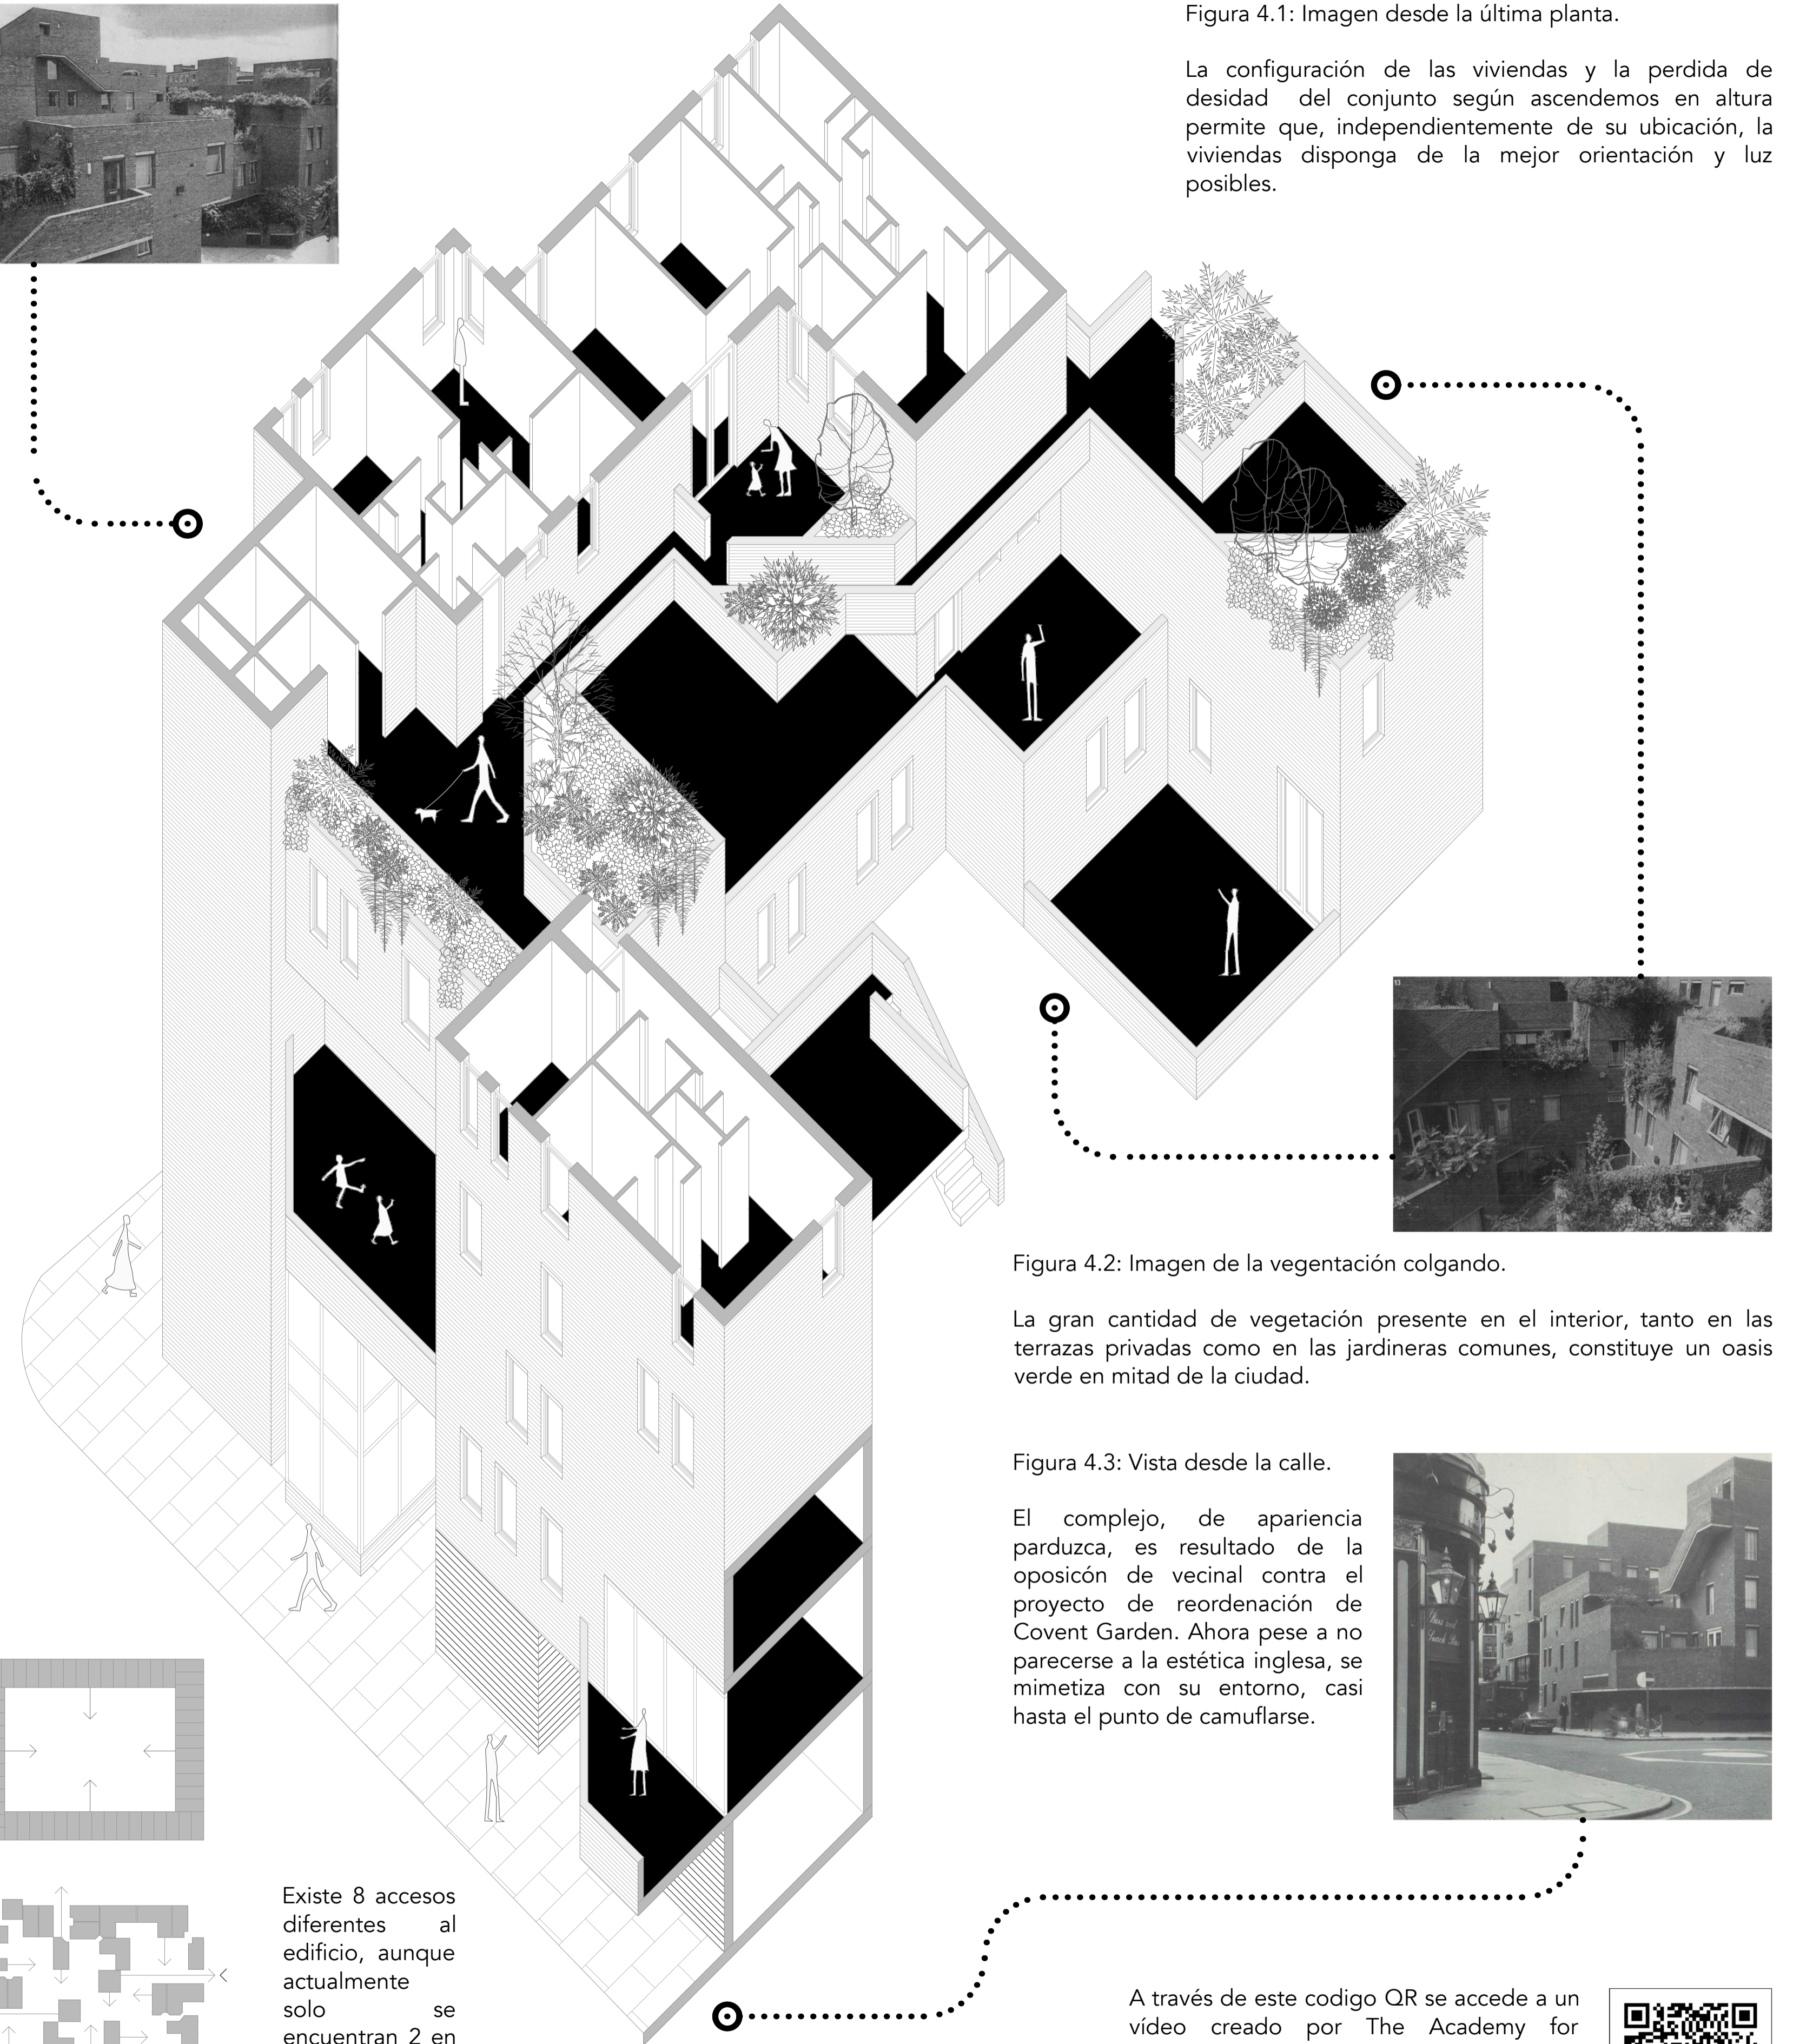 Figura 4.1: Imagen desde la última planta.
La configuración de las viviendas y la perdida de
desidad del conjunto según ascendemos en altura
permite que, independientemente de su ubicación, la
viviendas disponga de la mejor orientación y luz
posibles.
13
Figura 4.2: Imagen de la vegentación colgando.
La gran cantidad de vegetación presente en el interior, tanto en las
terrazas privadas como en las jardineras comunes, constituye un oasis
verde en mitad de la ciudad.
Figura 4.3: Vista desde la calle.
El complejo, de apariencia
parduzca, es resultado de la
oposicón de vecinal contra el
proyecto de reordenación de
Covent Garden. Ahora pese a no
parecerse a la estética inglesa, se
mimetiza con su entorno, casi
hasta el punto de camuflarse.
Existe 8 accesos
diferentes al
edificio, aunque
actualmente
solo se
encuentran 2 en
A través de este codigo QR se accede a un
vídeo creado por The Academy for